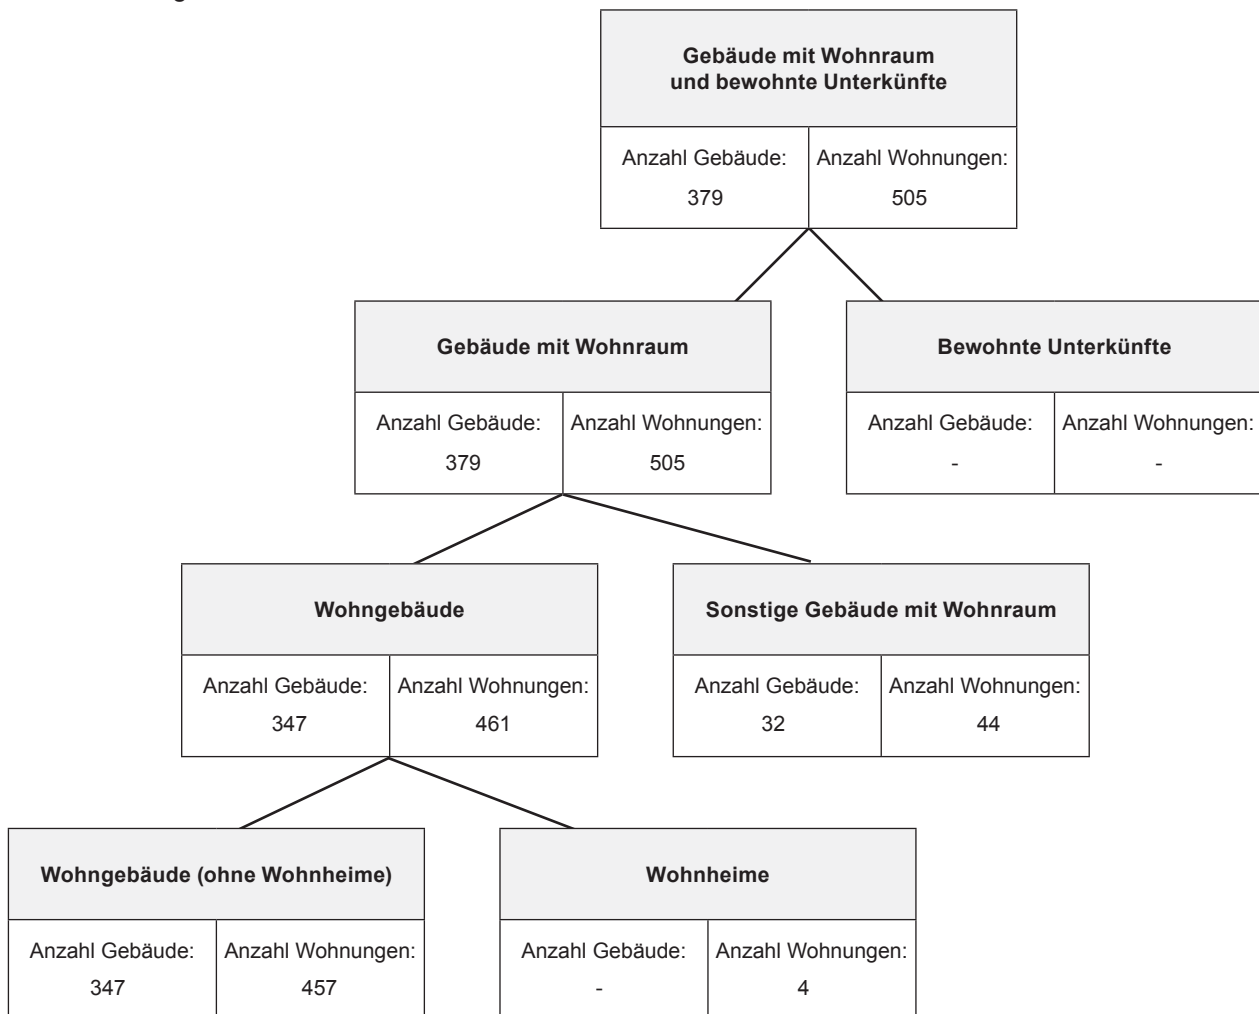 Gebäude mit Wohnraum
und bewohnte Unterkünfte
Anzahl Gebäude: Anzahl Wohnungen:
379 505
Gebäude mit Wohnraum
Bewohnte Unterkünfte
Anzahl Gebäude: Anzahl Wohnungen:
379 505
Anzahl Gebäude: Anzahl Wohnungen:
- -
Wohngebäude
Sonstige Gebäude mit Wohnraum
Anzahl Gebäude: Anzahl Wohnungen:
347 461
Anzahl Gebäude: Anzahl Wohnungen:
32 44
Wohngebäude (ohne Wohnheime)
Wohnheime
Anzahl Gebäude: Anzahl Wohnungen:
347 457
Anzahl Gebäude: Anzahl Wohnungen:
- 4